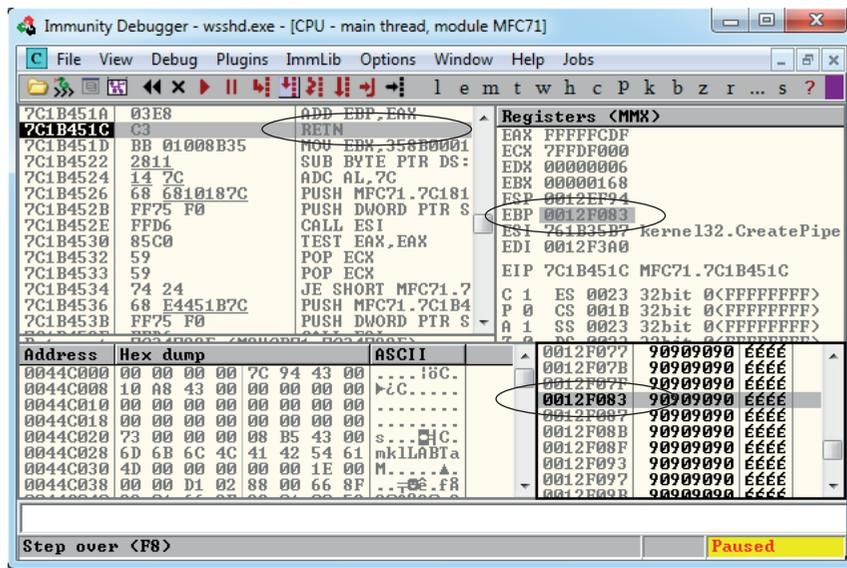 Immunity Debugger - wsshd.exe - [CPU - main thread, module MFC71]
C File View Debug Plugins ImmLib Options Window Help Jobs
l e m t w h c P k b z r ... s ?
7C1B451A 03E8 ADD EBP,EAX
7C1B451C C3 RETN
7C1B451D BB 01008B35 MOV EBX,358B0001
7C1B4522 2811 SUB BYTE PTR DS:
7C1B4524 14 7C ADC AL,7C
7C1B4526 68 6810187C PUSH MFC71.7C181
7C1B452B FF75 F0 PUSH DWORD PTR S
7C1B452E FFD6 CALL ESI
7C1B4530 85C0 TEST EAX,EAX
7C1B4532 59 POP ECX
7C1B4533 59 POP ECX
7C1B4534 74 24 JE SHORT MFC71.7
7C1B4536 68 E4451B7C PUSH MFC71.7C1B4
7C1B453B FF75 F0 PUSH DWORD PTR S
Registers (MMX)
EAX FFFFFCDF
ECX 7FFDF000
EDX 00000006
EBX 00000168
ESP 0012EF94
EBP 0012F083
ESI 761B35B7 kernel32.CreatePipe
EDI 0012F3A0
EIP 7C1B451C MFC71.7C1B451C
C 1 ES 0023 32bit 0(FFFFFFFF)
P 0 CS 001B 32bit 0(FFFFFFFF)
A 1 SS 0023 32bit 0(FFFFFFFF)
Address Hex dump ASCII
0044C000 00 00 00 00 7C 94 43 00 ....|öC.
0044C008 10 A8 43 00 00 00 00 00 ►¿C.....
0044C010 00 00 00 00 00 00 00 00 ........
0044C018 00 00 00 00 00 00 00 00 ........
0044C020 73 00 00 00 08 B5 43 00 s...◘╡C.
0044C028 6D 6B 6C 4C 41 42 54 61 mklLABTa
0044C030 4D 00 00 00 00 00 1E 00 M.....▲.
0044C038 00 00 D1 02 88 00 66 8F ..╤☻ê.fÅ
0012F077 90909090 ÉÉÉÉ
0012F07B 90909090 ÉÉÉÉ
0012F07F 90909090 ÉÉÉÉ
0012F083 90909090 ÉÉÉÉ
0012F087 90909090 ÉÉÉÉ
0012F08B 90909090 ÉÉÉÉ
0012F08F 90909090 ÉÉÉÉ
0012F093 90909090 ÉÉÉÉ
0012F097 90909090 ÉÉÉÉ
0012F09B 90909090 ÉÉÉÉ
Step over (F8)
Paused